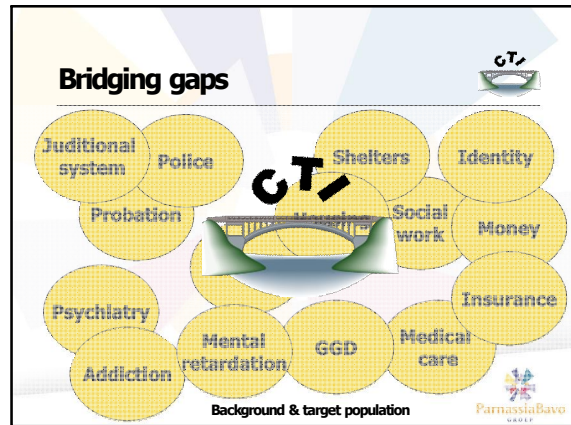 CTI
Bridging gaps
Juditional
system
Police
Shelters
Identity
CTI
Probation
Social
work
Money
Insurance
Psychiatry
Mental
retardation
GGD
Medical
care
Addiction
Background & target population
ParnassiaBavo
GROUP